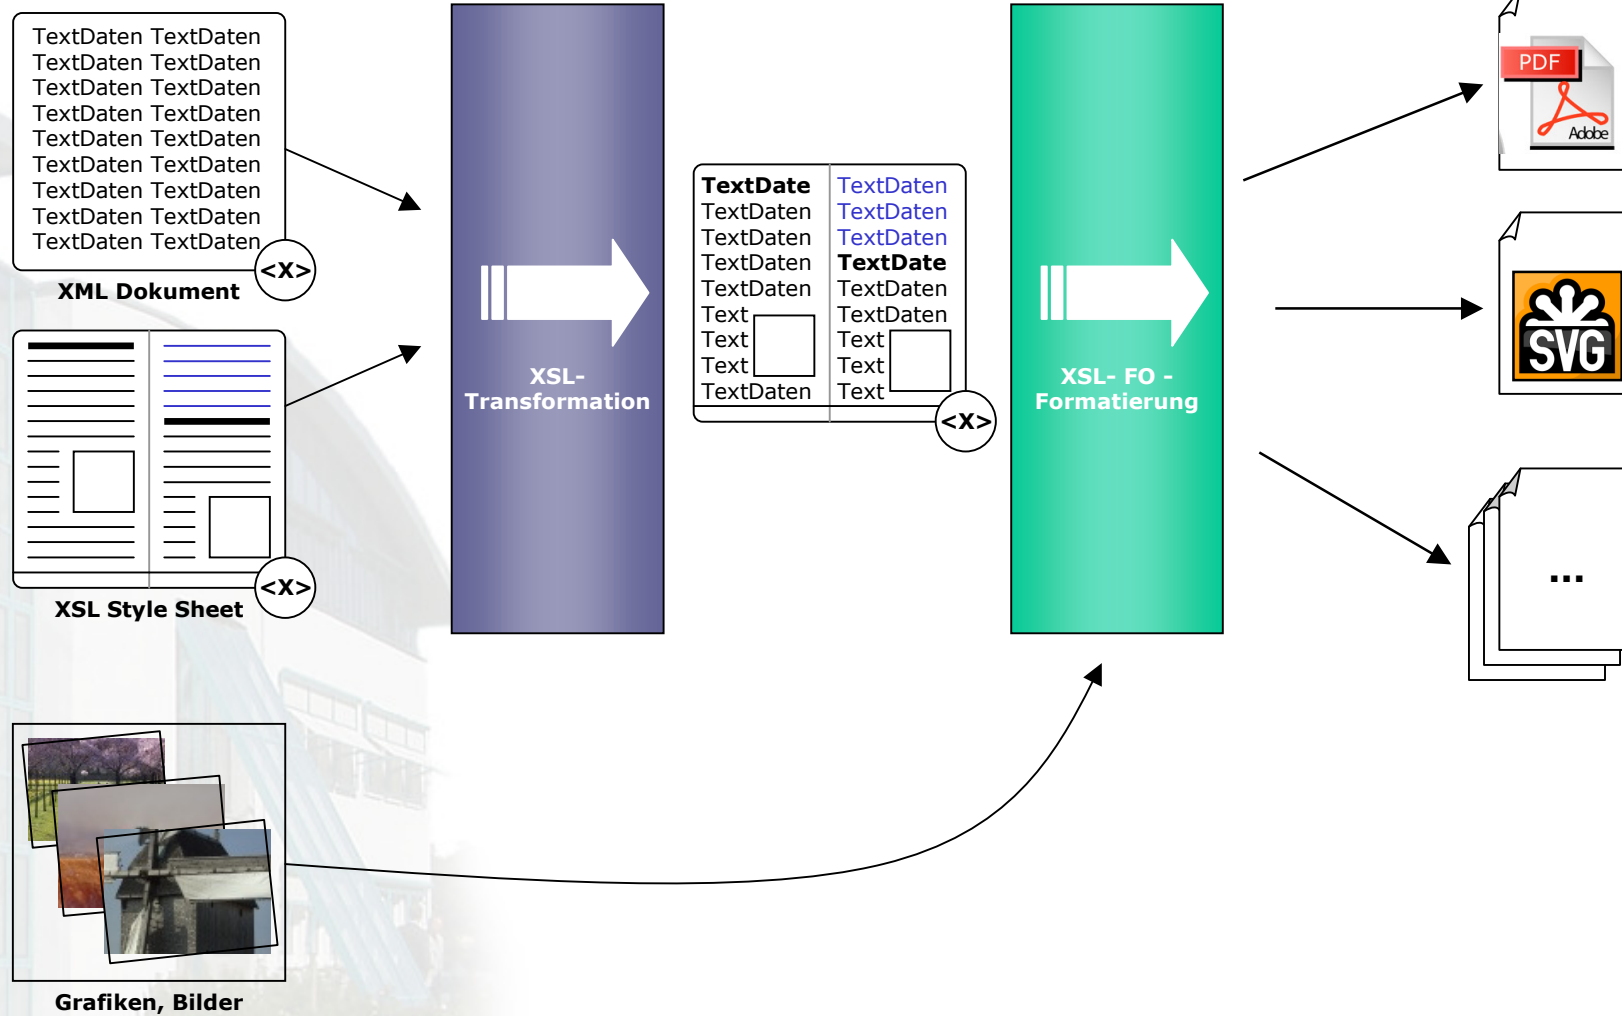 TextDaten TextDaten
TextDaten TextDaten
TextDaten TextDaten
TextDaten TextDaten
TextDaten TextDaten
TextDaten TextDaten
TextDaten TextDaten
TextDaten TextDaten
TextDaten TextDaten
<X>
XML Dokument
<X>
XSL Style Sheet
Grafiken, Bilder
XSL-
Transformation
TextDate
TextDaten
TextDaten
TextDaten
TextDaten
Text
Text
Text
TextDaten
TextDaten
TextDaten
TextDaten
TextDate
TextDaten
TextDaten
Text
Text
Text
<X>
XSL- FO -
Formatierung
PDF
Adobe
SVG
...